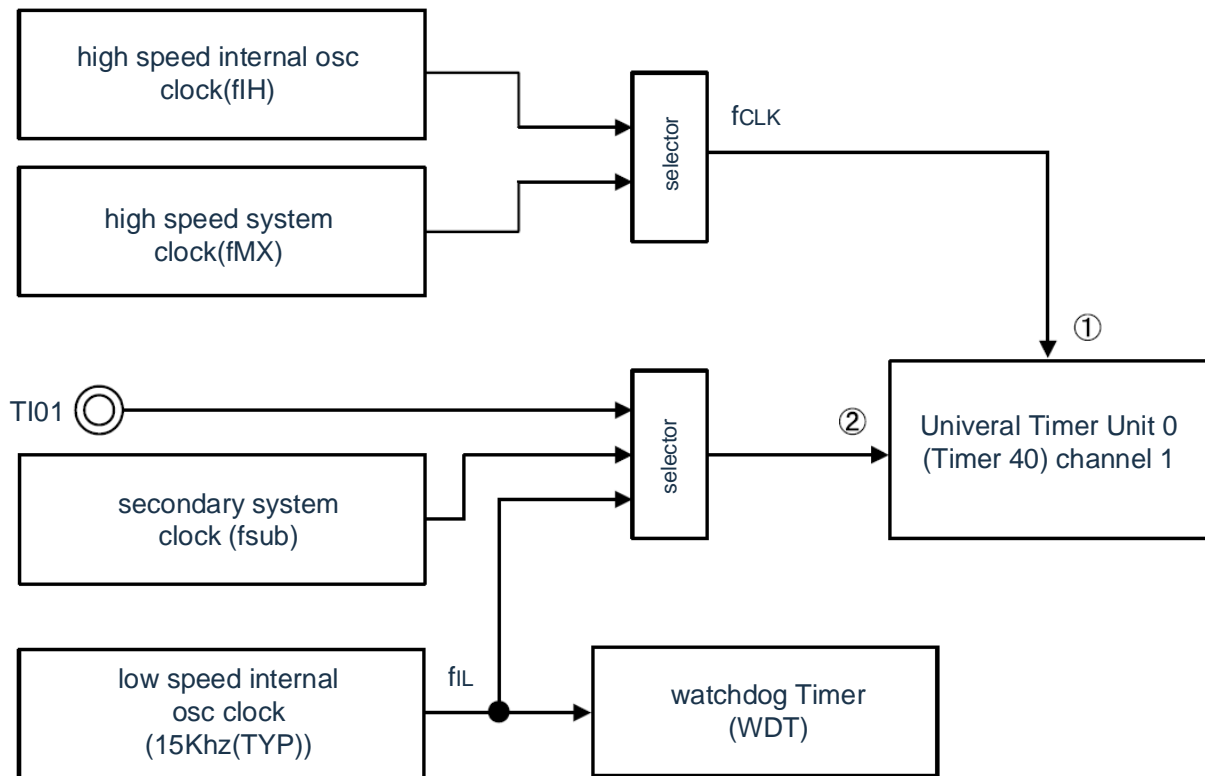 high speed internal osc
clock(fIH)
selector
fCLK
high speed system
clock(fMX)
①
TI01
selector
②
Univeral Timer Unit 0
(Timer 40) channel 1
secondary system
clock (fsub)
low speed internal
osc clock
(15Khz(TYP))
fIL
watchdog Timer
(WDT)